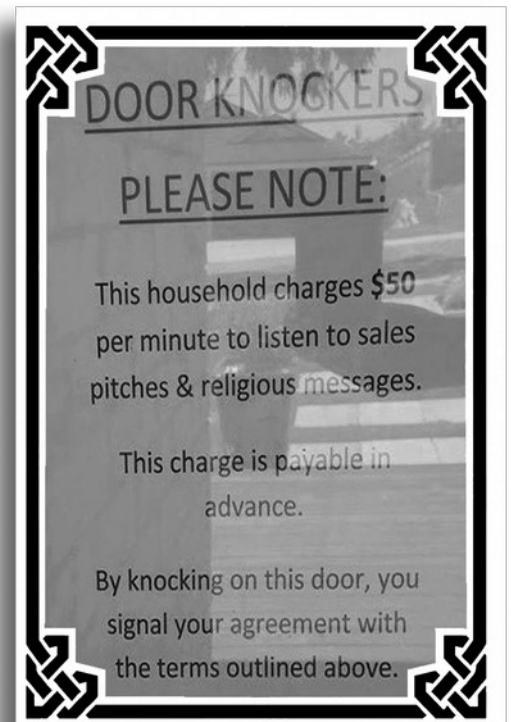 DOOR KNOCKERS
PLEASE NOTE:
This household charges $50
per minute to listen to sales
pitches & religious messages.
This charge is payable in
advance.
By knocking on this door, you
signal your agreement with
the terms outlined above.